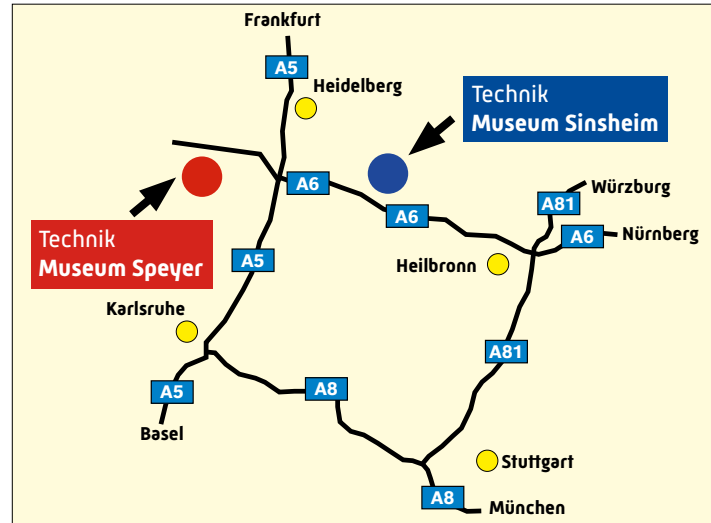 Frankfurt
A5
Heidelberg
Technik
Museum Sinsheim
A6
A6
Würzburg
A81
A6
Nürnberg
Technik
Museum Speyer
A5
Heilbronn
Karlsruhe
A81
A5
A8
Basel
Stuttgart
A8
München